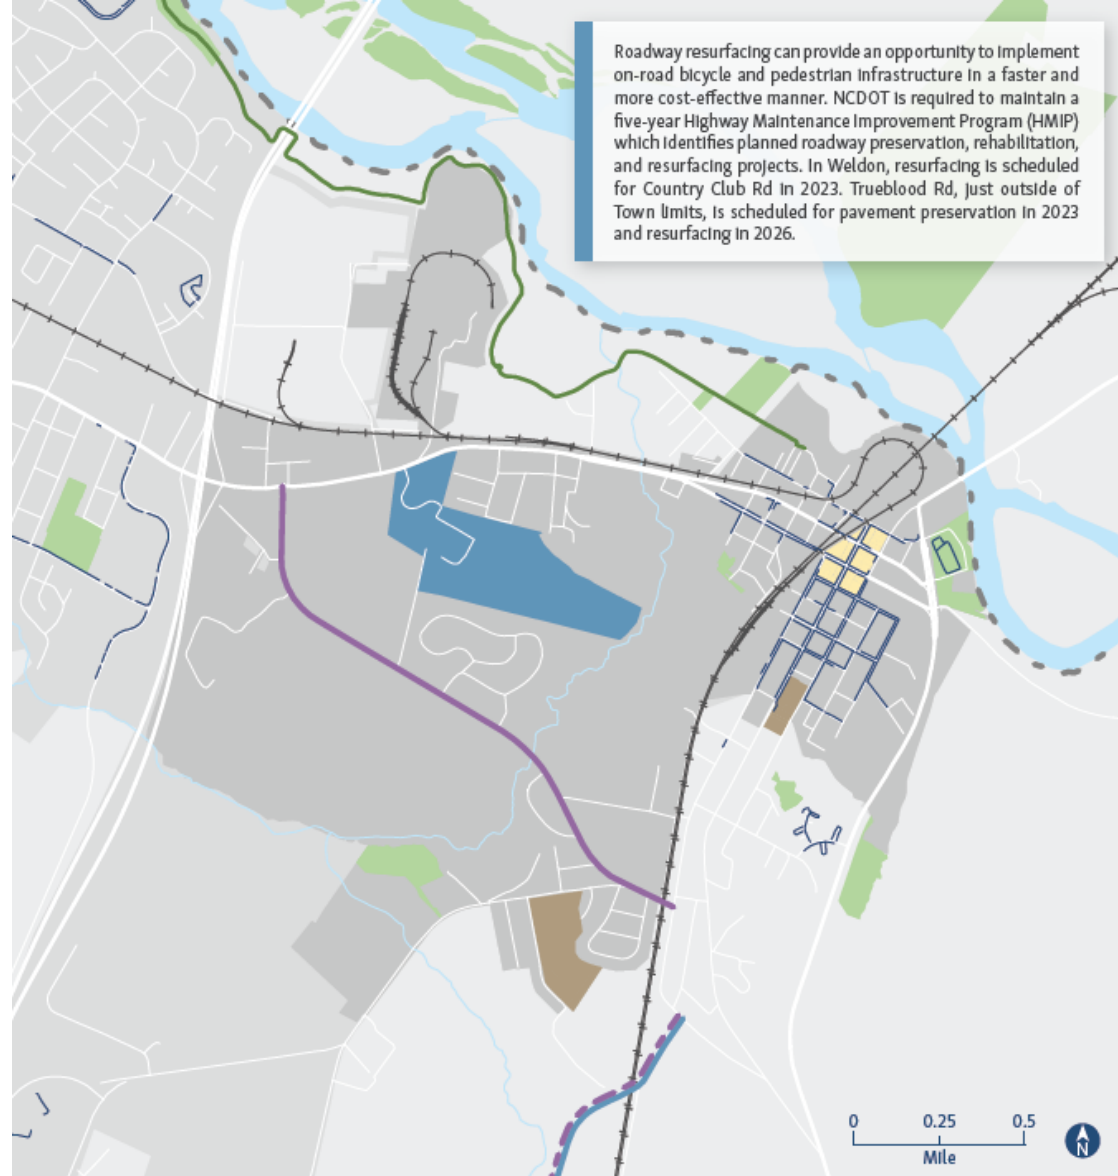 Roadway resurfacing can provide an opportunity to implement
on-road bicycle and pedestrian infrastructure in a faster and
more cost-effective manner. NCDOT is required to maintain a
five-year Highway Maintenance Improvement Program (HMIP)
which identifies planned roadway preservation, rehabilitation,
and resurfacing projects. In Weldon, resurfacing is scheduled
for Country Club Rd in 2023. Trueblood Rd, just outside of
Town limits, is scheduled for pavement preservation in 2023
and resurfacing in 2026.
0 0.25 0.5
Mile
N